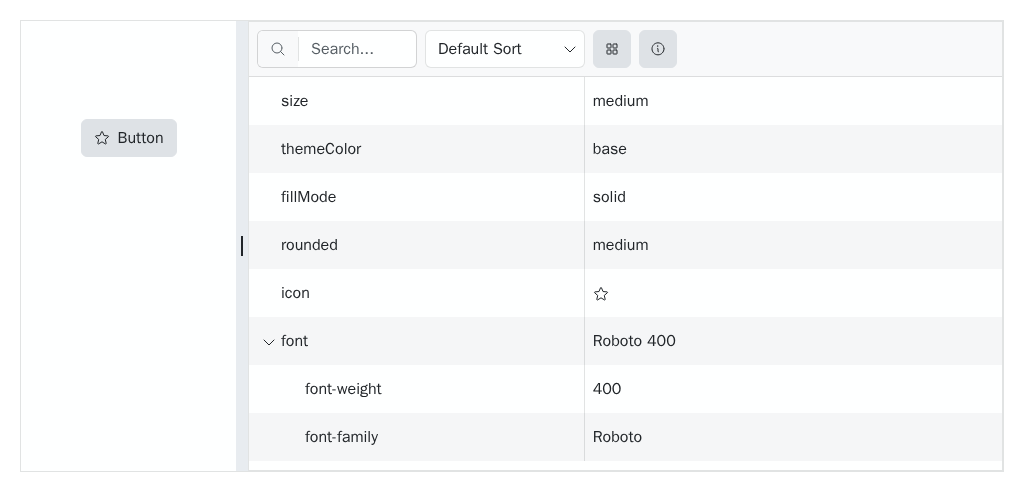 Search...
Default Sort
Button
size medium
themeColor base
fillMode solid
rounded medium
icon
font Roboto 400
font-weight 400
font-family Roboto